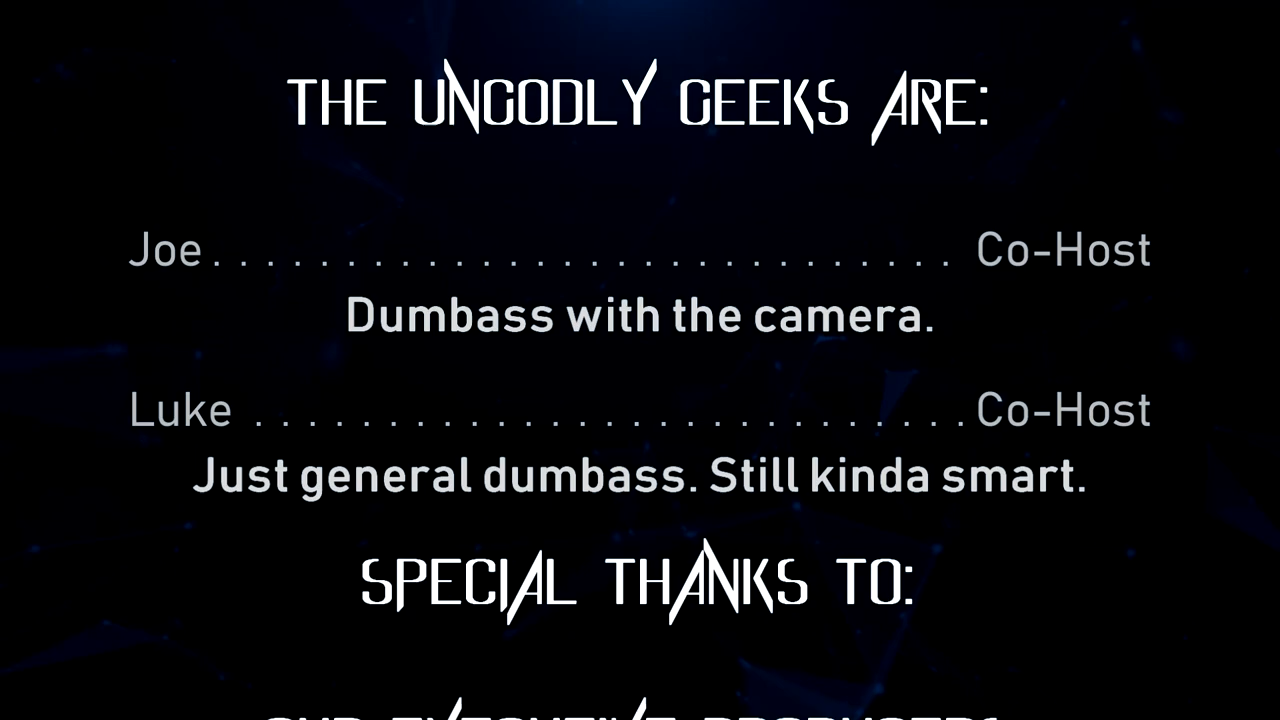 THE UNGODLY GEEKS ARE:
Joe . . . . . . . . . . . . . . . . . . . . . . . . . . . . Co-Host
Dumbass with the camera.
Luke . . . . . . . . . . . . . . . . . . . . . . . . . . . Co-Host
Just general dumbass. Still kinda smart.
SPECIAL THANKS TO: